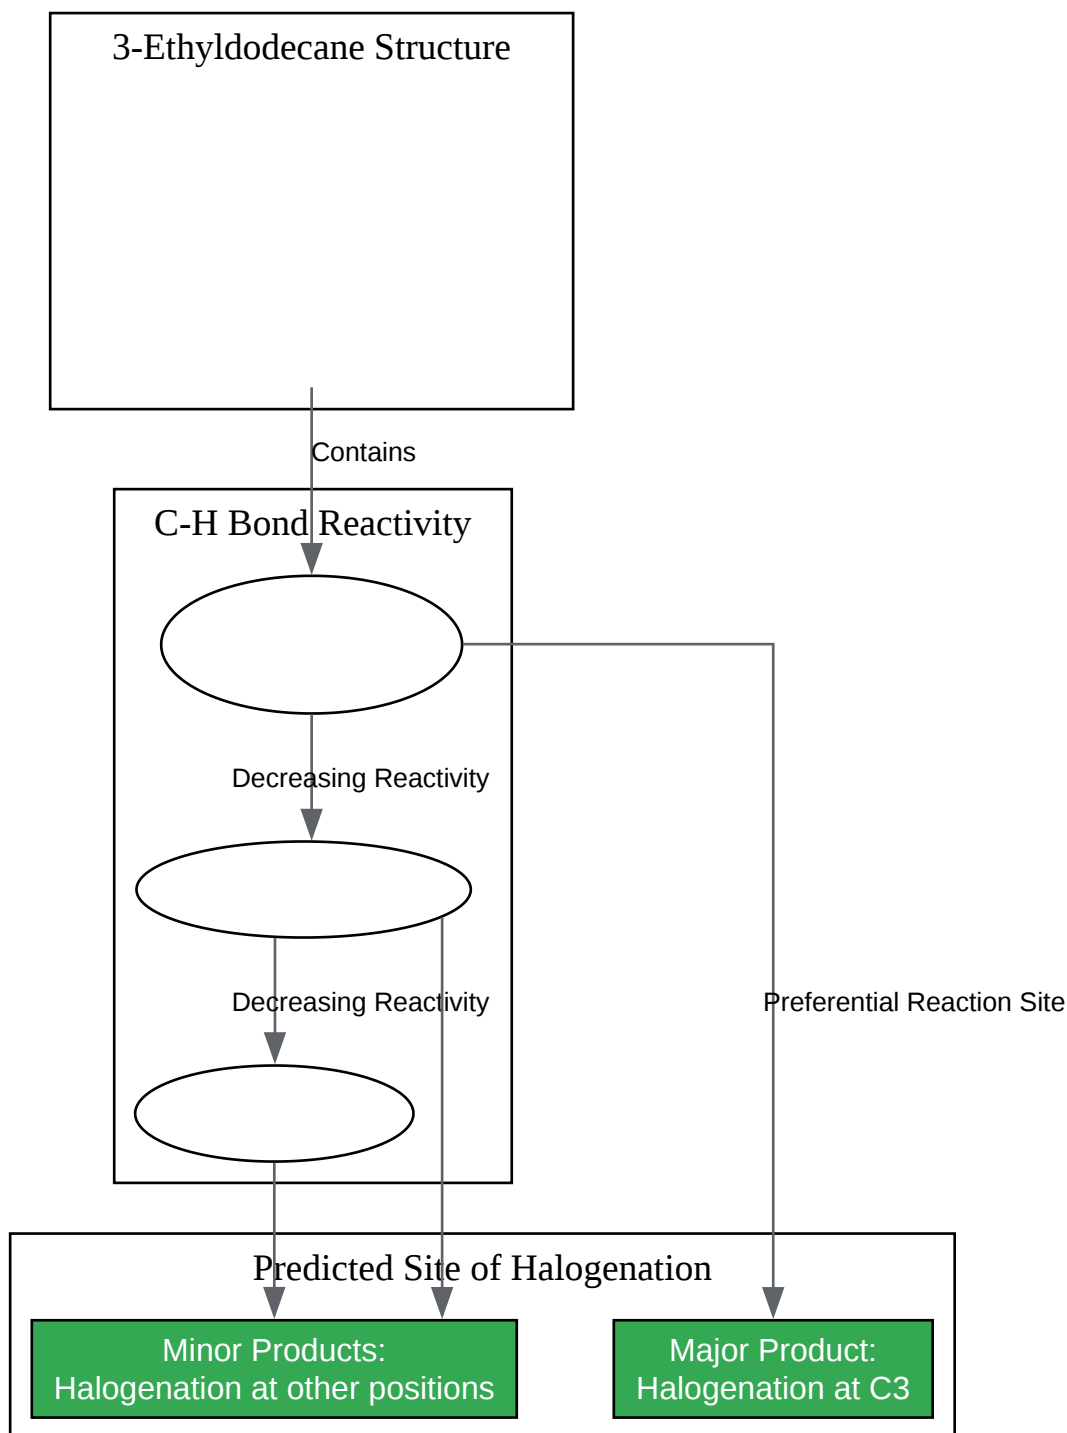 3-Ethyldodecane Structure
Contains
C-H Bond Reactivity
Decreasing Reactivity
Decreasing Reactivity
Preferential Reaction Site
Predicted Site of Halogenation
Minor Products:
Halogenation at other positions
Major Product:
Halogenation at C3